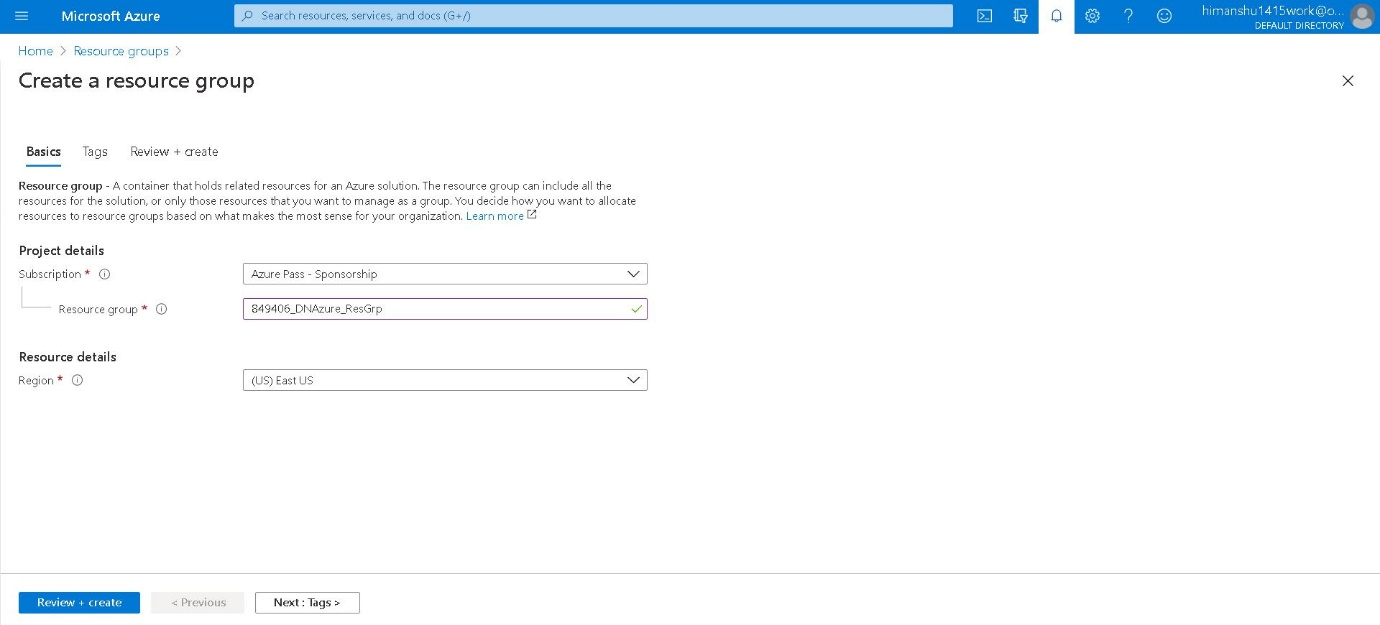 Microsoft Azure
Search resources, services, and docs (G+/)
himanshu1415work@o...
DEFAULT DIRECTORY
Home > Resource groups >
Create a resource group
Basics
Tags
Review + create
Resource group - A container that holds related resources for an Azure solution. The resource group can include all the
resources for the solution, or only those resources that you want to manage as a group. You decide how you want to allocate
resources to resource groups based on what makes the most sense for your organization. Learn more
Project details
Subscription *
Azure Pass - Sponsorship
Resource group *
849406_DNAzure_ResGrp
Resource details
Region *
(US) East US
Review + create
< Previous
Next : Tags >